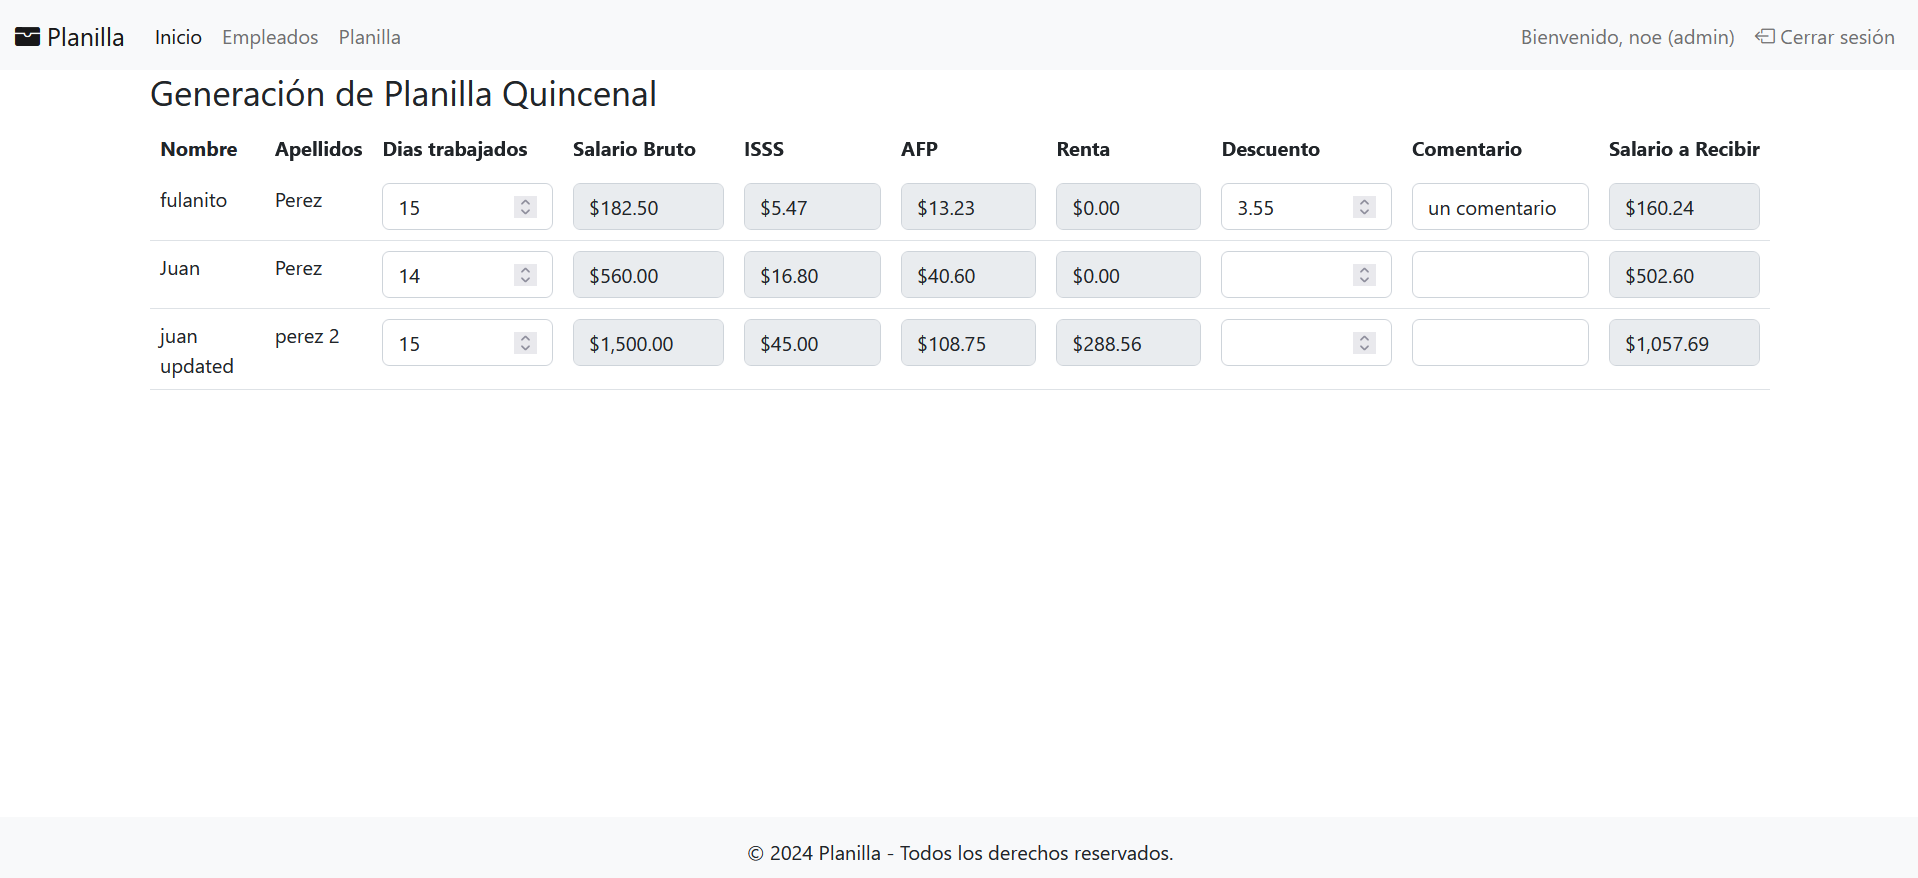 Planilla Inicio Empleados Planilla Bienvenido, noe (admin) Cerrar sesión
Generación de Planilla Quincenal
Nombre Apellidos Dias trabajados Salario Bruto ISSS AFP Renta Descuento Comentario Salario a Recibir
fulanito Perez 15 $182.50 $5.47 $13.23 $0.00 3.55 un comentario $160.24
Juan Perez 14 $560.00 $16.80 $40.60 $0.00 $502.60
juan perez 2 15 $1,500.00 $45.00 $108.75 $288.56 $1,057.69
updated
© 2024 Planilla - Todos los derechos reservados.